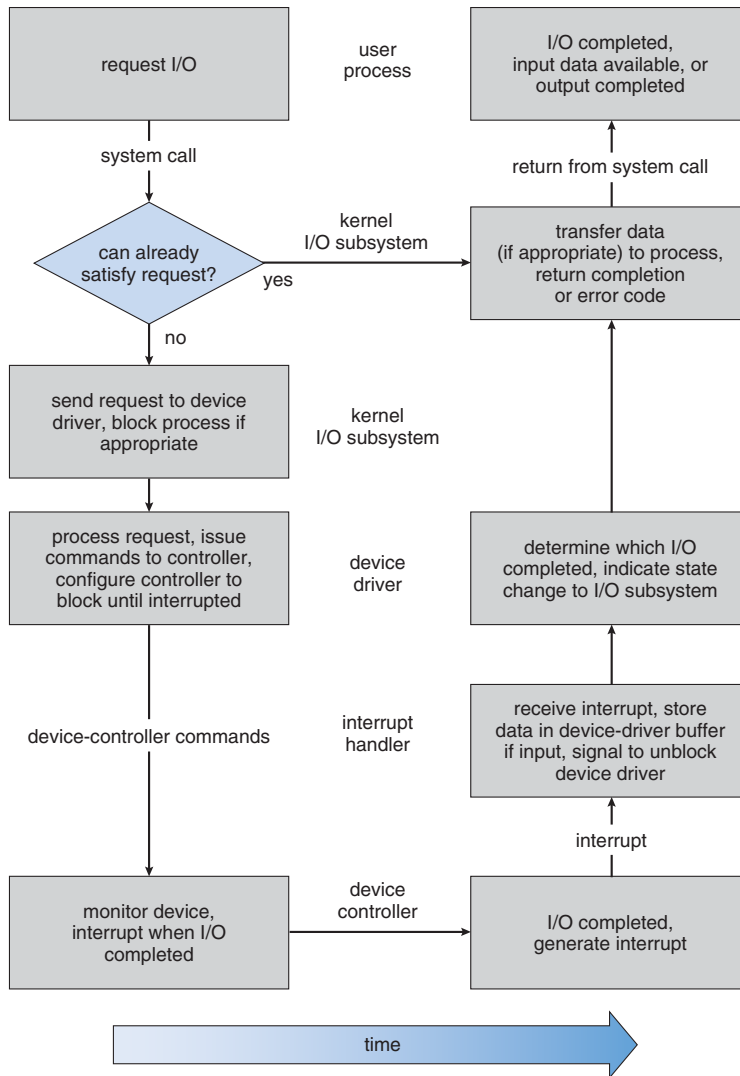 request I/O
user
process
I/O completed,
input data available, or
output completed
system call
return from system call
can already
satisfy request?
kernel
I/O subsystem
yes
transfer data
(if appropriate) to process,
return completion
or error code
no
send request to device
driver, block process if
appropriate
kernel
I/O subsystem
process request, issue
commands to controller,
configure controller to
block until interrupted
device
driver
determine which I/O
completed, indicate state
change to I/O subsystem
device-controller commands
interrupt
handler
receive interrupt, store
data in device-driver buffer
if input, signal to unblock
device driver
interrupt
monitor device,
interrupt when I/O
completed
device
controller
I/O completed,
generate interrupt
time